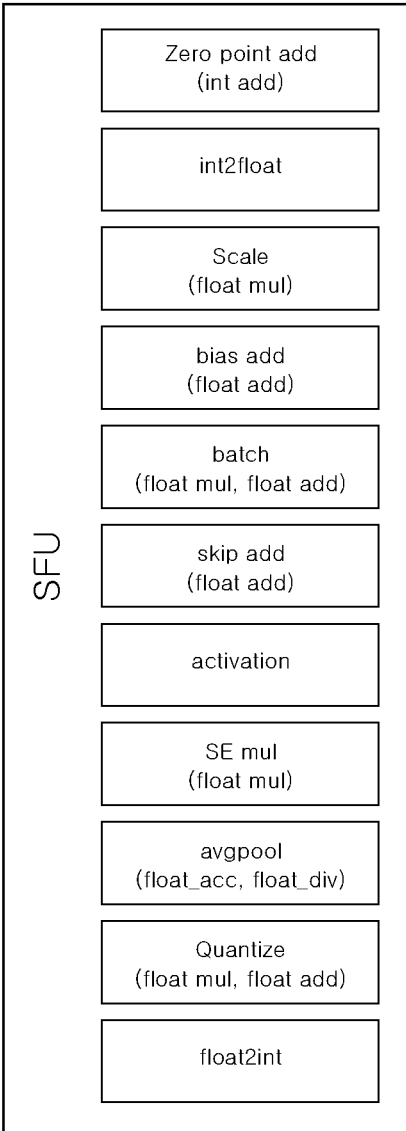 Zero point add
(int add)
int2float
Scale
(float mul)
bias add
(float add)
batch
(float mul, float add)
SFU
skip add
(float add)
activation
SE mul
(float mul)
avgpool
(float_acc, float_div)
Quantize
(float mul, float add)
float2int